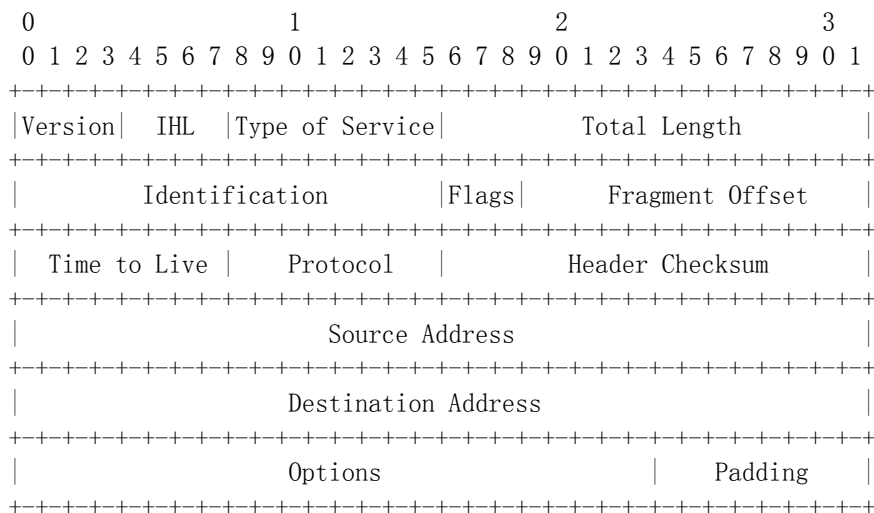 0                   1                   2                   3
0 1 2 3 4 5 6 7 8 9 0 1 2 3 4 5 6 7 8 9 0 1 2 3 4 5 6 7 8 9 0 1
+-+-+-+-+-+-+-+-+-+-+-+-+-+-+-+-+-+-+-+-+-+-+-+-+-+-+-+-+-+-+-+-+
|Version|  IHL  |Type of Service|          Total Length         |
+-+-+-+-+-+-+-+-+-+-+-+-+-+-+-+-+-+-+-+-+-+-+-+-+-+-+-+-+-+-+-+-+
|         Identification        |Flags|      Fragment Offset    |
+-+-+-+-+-+-+-+-+-+-+-+-+-+-+-+-+-+-+-+-+-+-+-+-+-+-+-+-+-+-+-+-+
|  Time to Live |    Protocol   |         Header Checksum       |
+-+-+-+-+-+-+-+-+-+-+-+-+-+-+-+-+-+-+-+-+-+-+-+-+-+-+-+-+-+-+-+-+
|                       Source Address                          |
+-+-+-+-+-+-+-+-+-+-+-+-+-+-+-+-+-+-+-+-+-+-+-+-+-+-+-+-+-+-+-+-+
|                    Destination Address                        |
+-+-+-+-+-+-+-+-+-+-+-+-+-+-+-+-+-+-+-+-+-+-+-+-+-+-+-+-+-+-+-+-+
|                    Options                    |    Padding    |
+-+-+-+-+-+-+-+-+-+-+-+-+-+-+-+-+-+-+-+-+-+-+-+-+-+-+-+-+-+-+-+-+